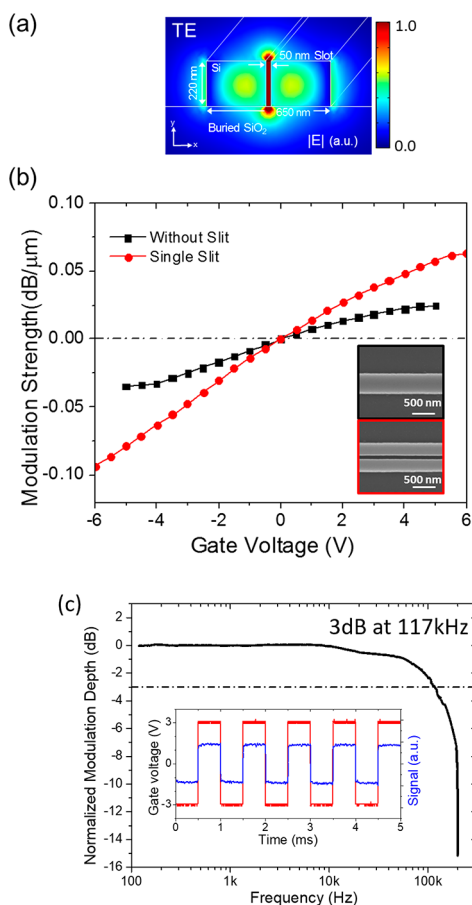 (a)
TE
1.0
0.0
Si
50 nm Slot
220 nm
650 nm
Buried SiO₂
|E| (a.u.)
y
x
(b)
Modulation Strength(dB/μm)
0.10
0.05
0.00
-0.05
-0.10
Without Slit
Single Slit
500 nm
500 nm
-6 -4 -2 0 2 4 6
Gate Voltage (V)
(c)
3dB at 117kHz
Normalized Modulation Depth (dB)
2
0
-2
-4
-6
-8
-10
-12
-14
-16
Gate voltage (V)
3
0
-3
Signal (a.u.)
0 1 2 3 4 5
Time (ms)
100 1k 10k 100k
Frequency (Hz)